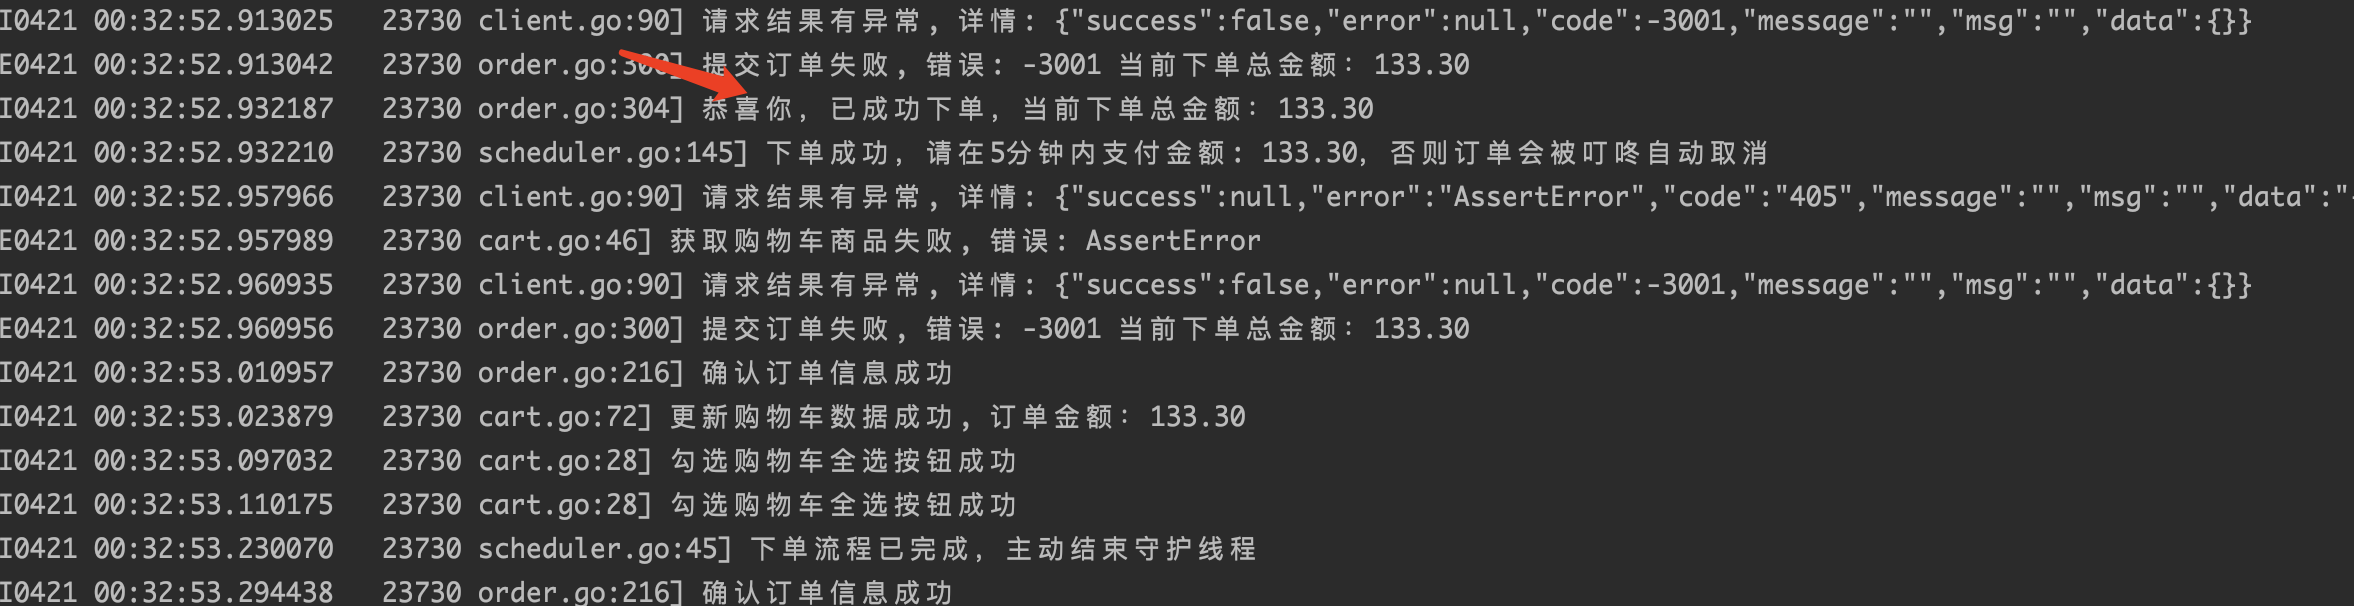 I0421 00:32:52.913025   23730 client.go:90] 请求结果有异常, 详情: {"success":false,"error":null,"code":-3001,"message":"","msg":"","data":{}}
E0421 00:32:52.913042   23730 order.go:300] 提交订单失败, 错误: -3001 当前下单总金额: 133.30
I0421 00:32:52.932187   23730 order.go:304] 恭喜你, 已成功下单, 当前下单总金额: 133.30
I0421 00:32:52.932210   23730 scheduler.go:145] 下单成功, 请在5分钟内支付金额: 133.30, 否则订单会被叮咚自动取消
I0421 00:32:52.957966   23730 client.go:90] 请求结果有异常, 详情: {"success":null,"error":"AssertError","code":"405","message":"","msg":"","data":"
E0421 00:32:52.957989   23730 cart.go:46] 获取购物车商品失败, 错误: AssertError
I0421 00:32:52.960935   23730 client.go:90] 请求结果有异常, 详情: {"success":false,"error":null,"code":-3001,"message":"","msg":"","data":{}}
E0421 00:32:52.960956   23730 order.go:300] 提交订单失败, 错误: -3001 当前下单总金额: 133.30
I0421 00:32:53.010957   23730 order.go:216] 确认订单信息成功
I0421 00:32:53.023879   23730 cart.go:72] 更新购物车数据成功, 订单金额: 133.30
I0421 00:32:53.097032   23730 cart.go:28] 勾选购物车全选按钮成功
I0421 00:32:53.110175   23730 cart.go:28] 勾选购物车全选按钮成功
I0421 00:32:53.230070   23730 scheduler.go:45] 下单流程已完成, 主动结束守护线程
I0421 00:32:53.294438   23730 order.go:216] 确认订单信息成功